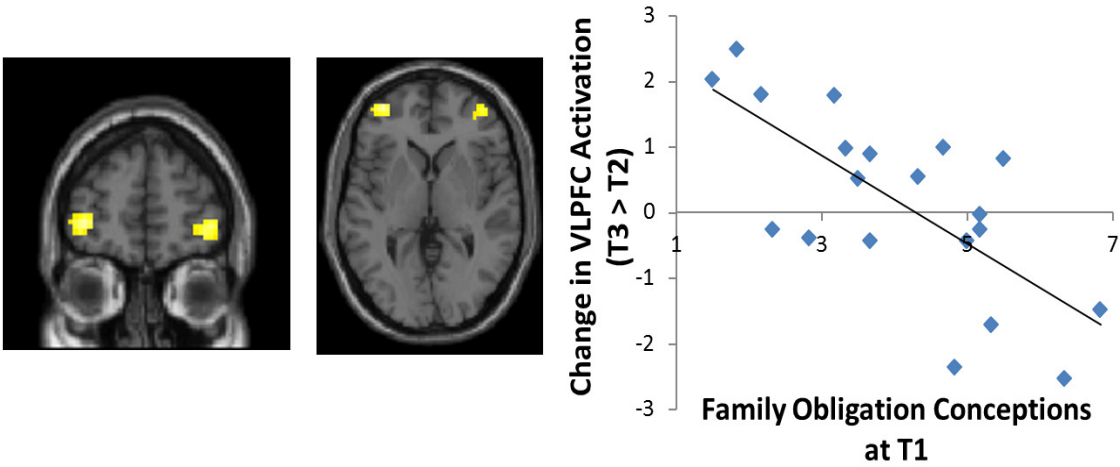 Change in VLPFC Activation
(T3 > T2)
3
2
1
0
-1
-2
-3
1
3
5
7
Family Obligation Conceptions
at T1